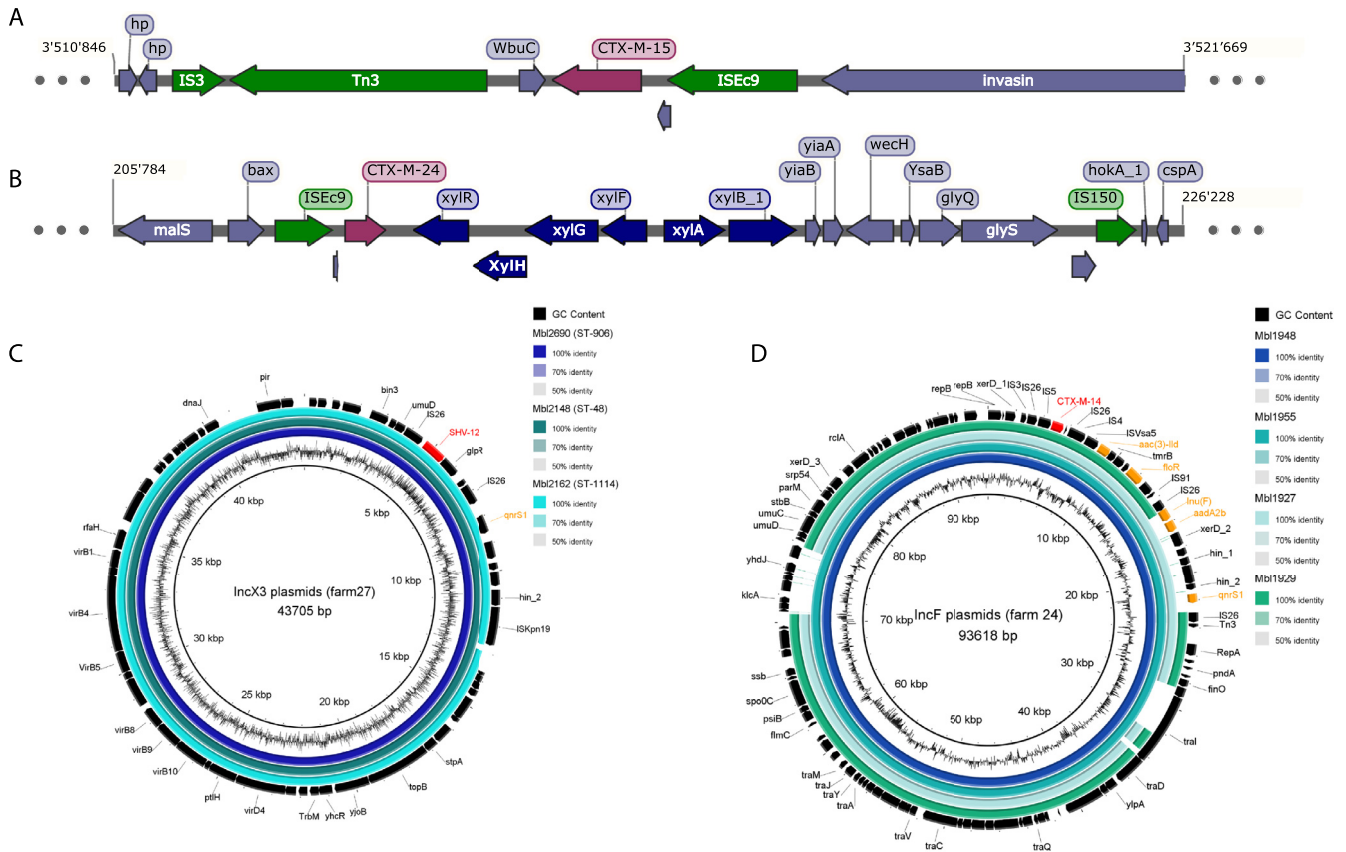 A
3'510'846
hp
hp
IS3
Tn3
WbuC
CTX-M-15
ISEc9
invasin
3’521’669
B
205'784
malS
bax
ISEc9
CTX-M-24
xylR
XylH
xylG
xylF
xylA
xylB_1
yiaB
yiaA
wecH
YsaB
glyQ
glyS
IS150
hokA_1
cspA
226'228
C
GC Content
Mbl2690 (ST-906)
100% identity
70% identity
50% identity
Mbl2148 (ST-48)
100% identity
70% identity
50% identity
Mbl2162 (ST-1114)
100% identity
70% identity
50% identity
pir
bin3
umuD
IS26
SHV-12
glpR
IS26
qnrS1
hin_2
ISKpn19
stpA
topB
yjoB
yhcR
TrbM
virD4
ptlH
virB10
virB9
virB8
VirB5
virB4
virB1
rfaH
dnaJ
5 kbp
10 kbp
15 kbp
20 kbp
25 kbp
30 kbp
35 kbp
40 kbp
IncX3 plasmids (farm27)
43705 bp
D
GC Content
Mbl1948
100% identity
70% identity
50% identity
Mbl1955
100% identity
70% identity
50% identity
Mbl1927
100% identity
70% identity
50% identity
Mbl1929
100% identity
70% identity
50% identity
repB
repB
xerD_1
IS3
IS26
IS5
CTX-M-14
IS26
IS4
ISVsa5
aac(3)-IId
tmrB
floR
IS91
IS26
lnu(F)
aadA2b
xerD_2
hin_1
hin_2
qnrS1
IS26
Tn3
RepA
pndA
finO
traI
traD
ylpA
traQ
traC
traV
traA
traY
traJ
traM
flmC
psiB
spo0C
ssb
klcA
yhdJ
umuD
umuC
stbB
parM
srp54
xerD_3
rclA
10 kbp
20 kbp
30 kbp
40 kbp
50 kbp
60 kbp
70 kbp
80 kbp
90 kbp
IncF plasmids (farm 24)
93618 bp